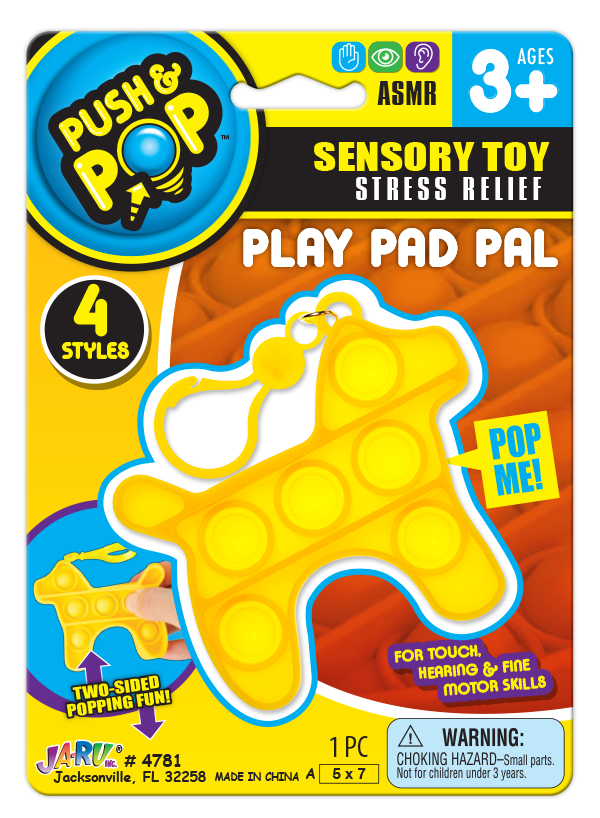 PUSH &
POP™
ASMR
AGES
3+
SENSORY TOY
STRESS RELIEF
PLAY PAD PAL
4
STYLES
POP
ME!
FOR TOUCH,
HEARING & FINE
MOTOR SKILLS
TWO-SIDED
POPPING FUN!
JA-RU® INC. # 4781
Jacksonville, FL 32258 MADE IN CHINA A
1 PC
5 x 7
WARNING:
CHOKING HAZARD–Small parts.
Not for children under 3 years.